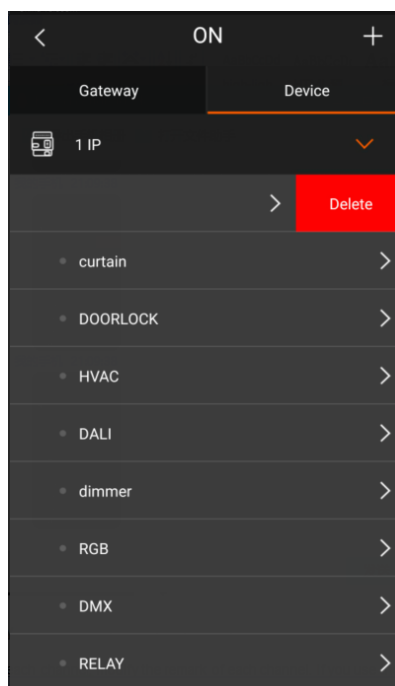 ON
Gateway Device
1 IP
Delete
curtain
DOORLOCK
HVAC
DALI
dimmer
RGB
DMX
RELAY